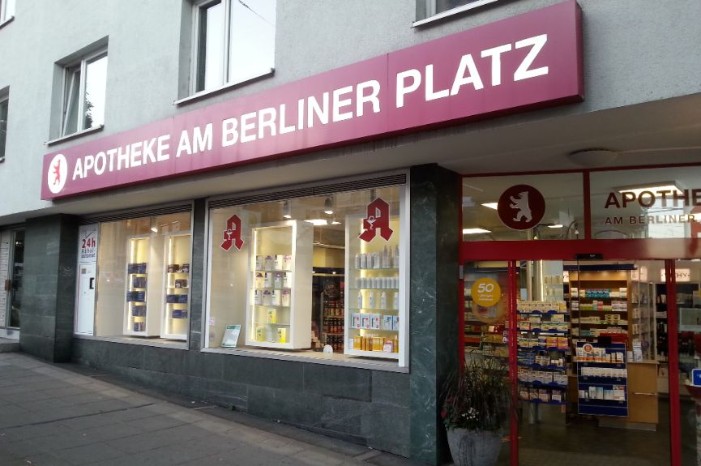 APOTHEKE AM BERLINER PLATZ
24h
APOTHE
AM BERLINER
50